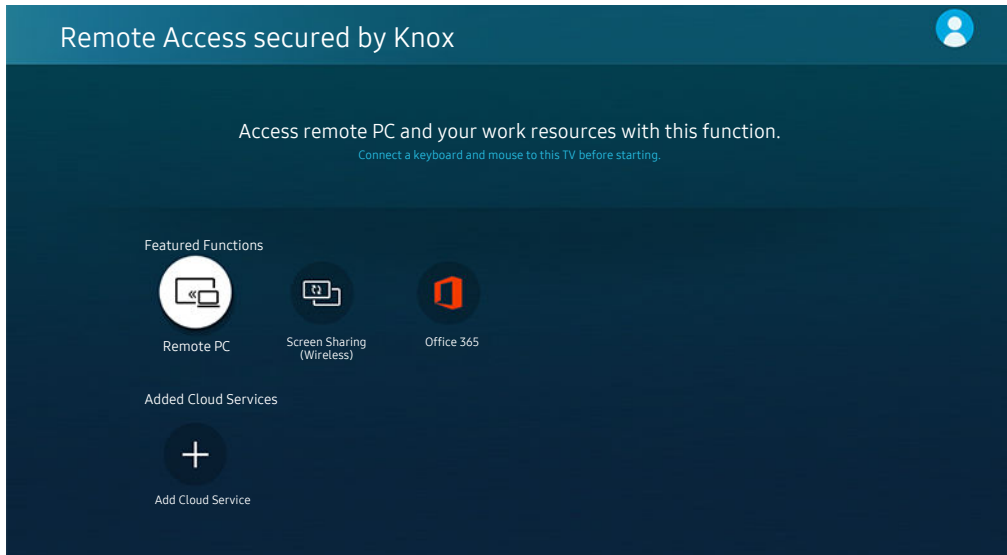 Remote Access secured by Knox
Access remote PC and your work resources with this function.
Connect a keyboard and mouse to this TV before starting.
Featured Functions
Remote PC
Screen Sharing
(Wireless)
Office 365
Added Cloud Services
Add Cloud Service